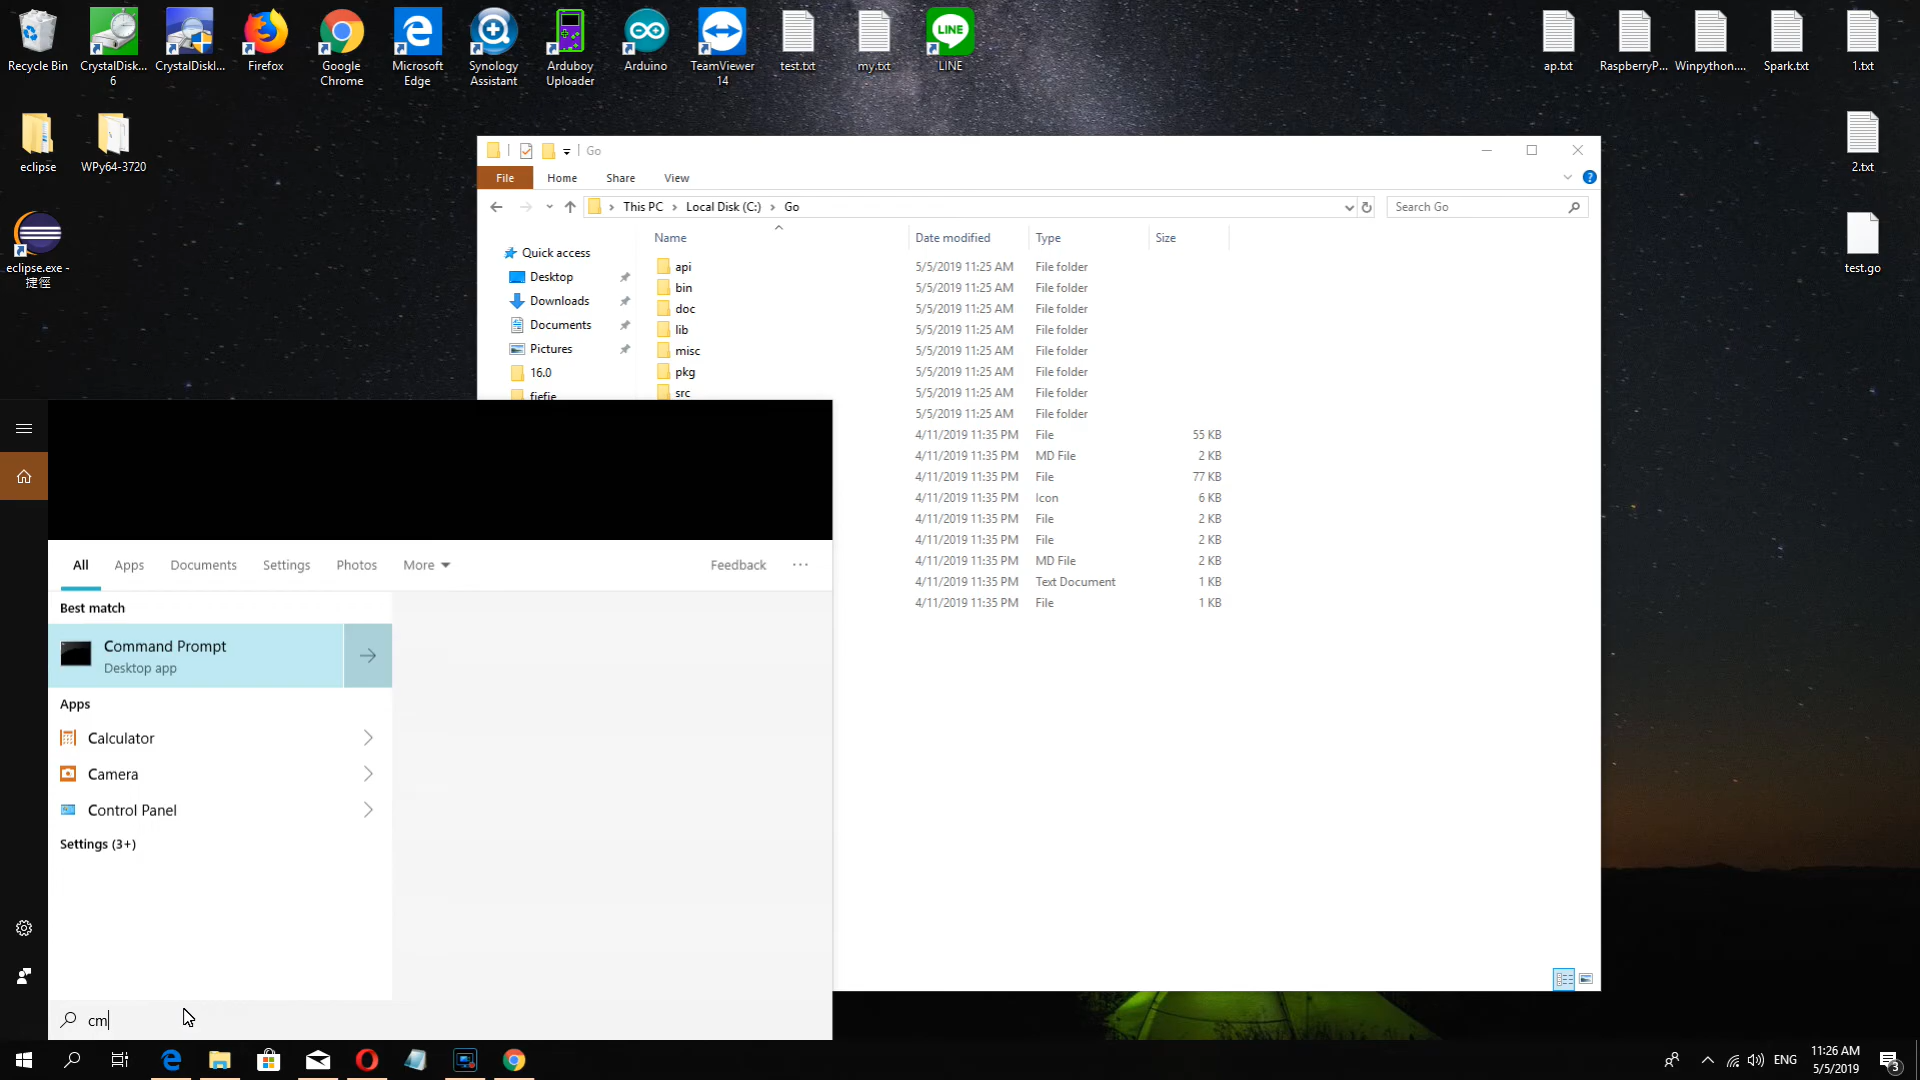 Recycle Bin
CrystalDisk...
6
CrystalDiskI...
Firefox
Google
Chrome
Microsoft
Edge
Synology
Assistant
Arduboy
Uploader
Arduino
TeamViewer
14
test.txt
my.txt
LINE
LINE
ap.txt
RaspberryP...
Winpython....
Spark.txt
1.txt
eclipse
WPy64-3720
2.txt
eclipse.exe -
捷徑
test.go
Go
File
Home
Share
View
This PC > Local Disk (C:) > Go
Search Go
Name
Date modified
Type
Size
Quick access
Desktop
Downloads
Documents
Pictures
16.0
fiefie
api 5/5/2019 11:25 AM File folder
bin 5/5/2019 11:25 AM File folder
doc 5/5/2019 11:25 AM File folder
lib 5/5/2019 11:25 AM File folder
misc 5/5/2019 11:25 AM File folder
pkg 5/5/2019 11:25 AM File folder
src 5/5/2019 11:25 AM File folder
5/5/2019 11:25 AM File folder
4/11/2019 11:35 PM File 55 KB
4/11/2019 11:35 PM MD File 2 KB
4/11/2019 11:35 PM File 77 KB
4/11/2019 11:35 PM Icon 6 KB
4/11/2019 11:35 PM File 2 KB
4/11/2019 11:35 PM File 2 KB
4/11/2019 11:35 PM MD File 2 KB
4/11/2019 11:35 PM Text Document 1 KB
4/11/2019 11:35 PM File 1 KB
All
Apps
Documents
Settings
Photos
More
Feedback
...
Best match
Command Prompt
Desktop app
Apps
Calculator
Camera
Control Panel
Settings (3+)
cm
ENG
11:26 AM
5/5/2019
3